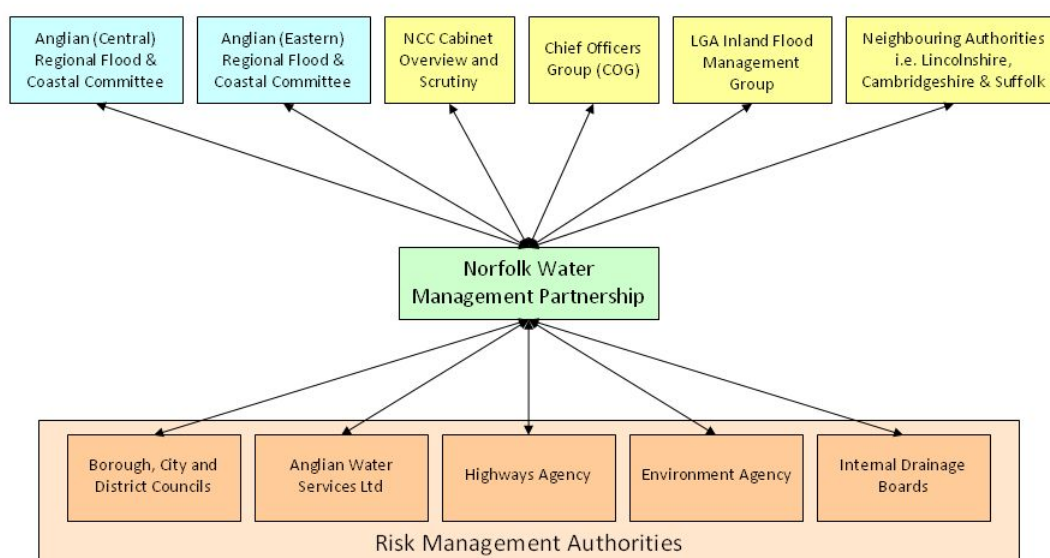 Anglian (Central)
Regional Flood &
Coastal Committee
Anglian (Eastern)
Regional Flood &
Coastal Committee
NCC Cabinet
Overview and
Scrutiny
Chief Officers
Group (COG)
LGA Inland Flood
Management
Group
Neighbouring Authorities
i.e. Lincolnshire,
Cambridgeshire & Suffolk
Norfolk Water
Management Partnership
Borough, City and
District Councils
Anglian Water
Services Ltd
Highways Agency
Environment Agency
Internal Drainage
Boards
Risk Management Authorities